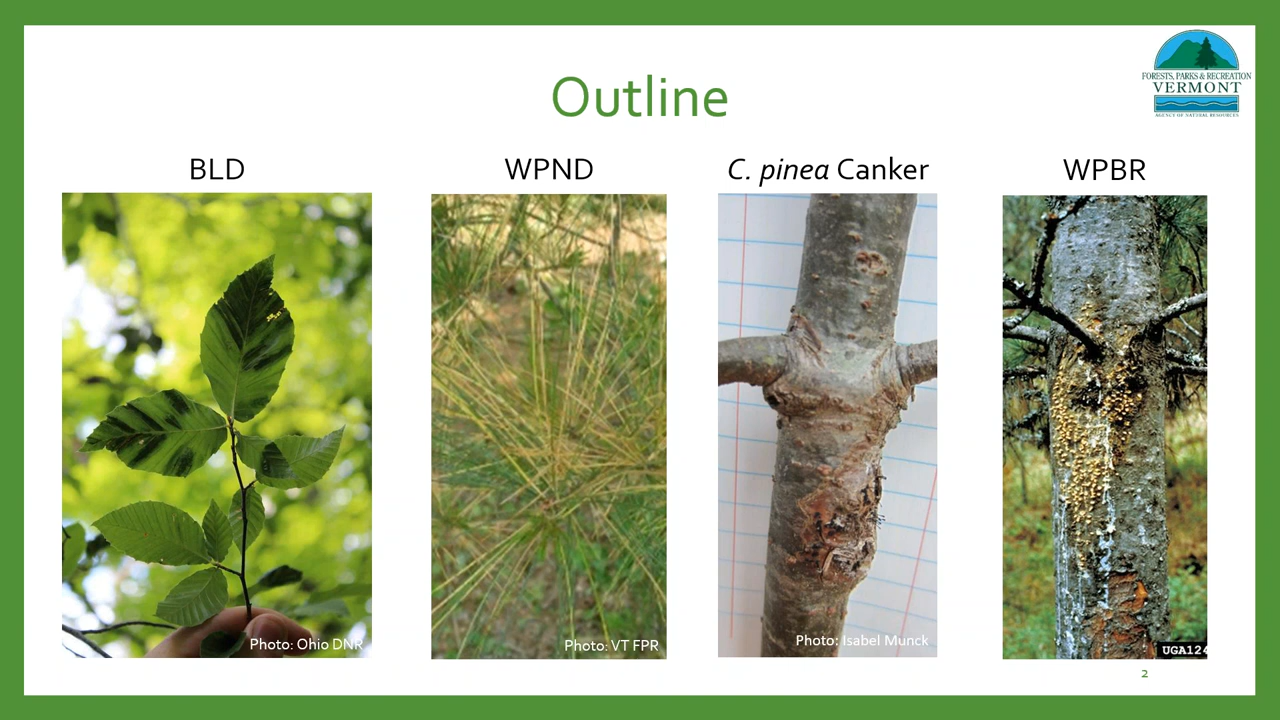 FORESTS, PARKS & RECREATION
VERMONT
AGENCY OF NATURAL RESOURCES
Outline
BLD
WPND
C. pinea Canker
WPBR
Photo: Ohio DNR
Photo: VT FPR
Photo: Isabel Munck
UGA124
2